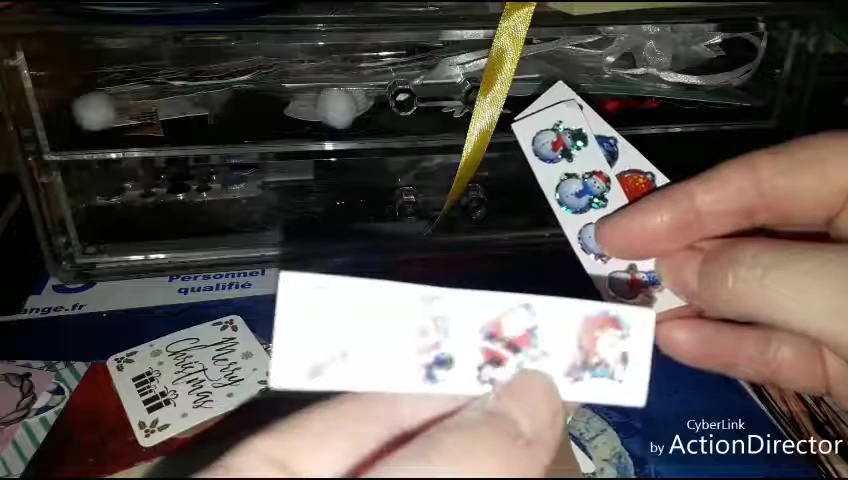 Personnel
qualifié
ange.fr
Merry
Christmas
CyberLink
by ActionDirector